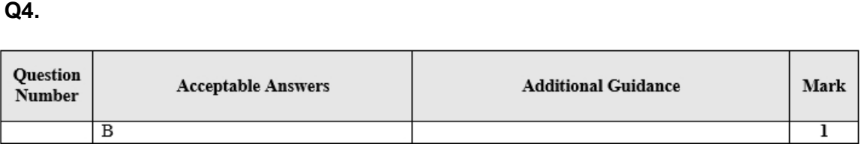 Q4.
Question Number Acceptable Answers Additional Guidance Mark
B 1